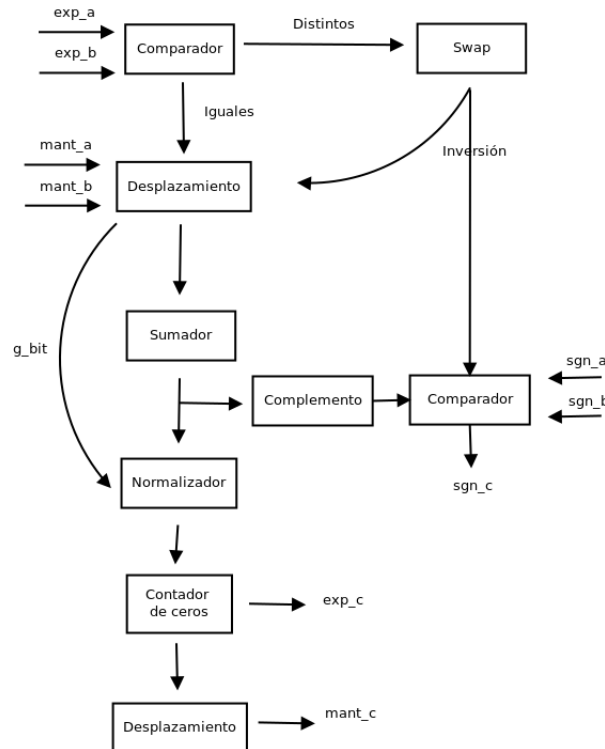 exp_a
exp_b
Comparador
Distintos
Swap
Iguales
Inversión
mant_a
mant_b
Desplazamiento
g_bit
Sumador
Complemento
Comparador
sgn_a
sgn_b
sgn_c
Normalizador
Contador
de ceros
exp_c
Desplazamiento
mant_c